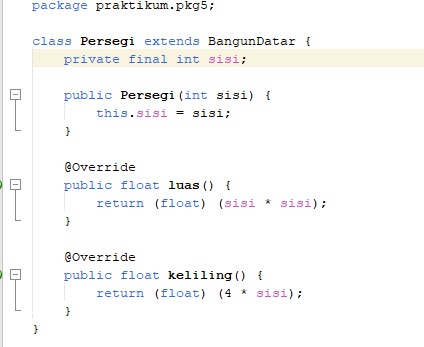 package praktikum.pkg5;
class Persegi extends BangunDatar {
private final int sisi;
public Persegi(int sisi) {
this.sisi = sisi;
}
@Override
public float luas() {
return (float) (sisi * sisi);
}
@Override
public float keliling() {
return (float) (4 * sisi);
}
}